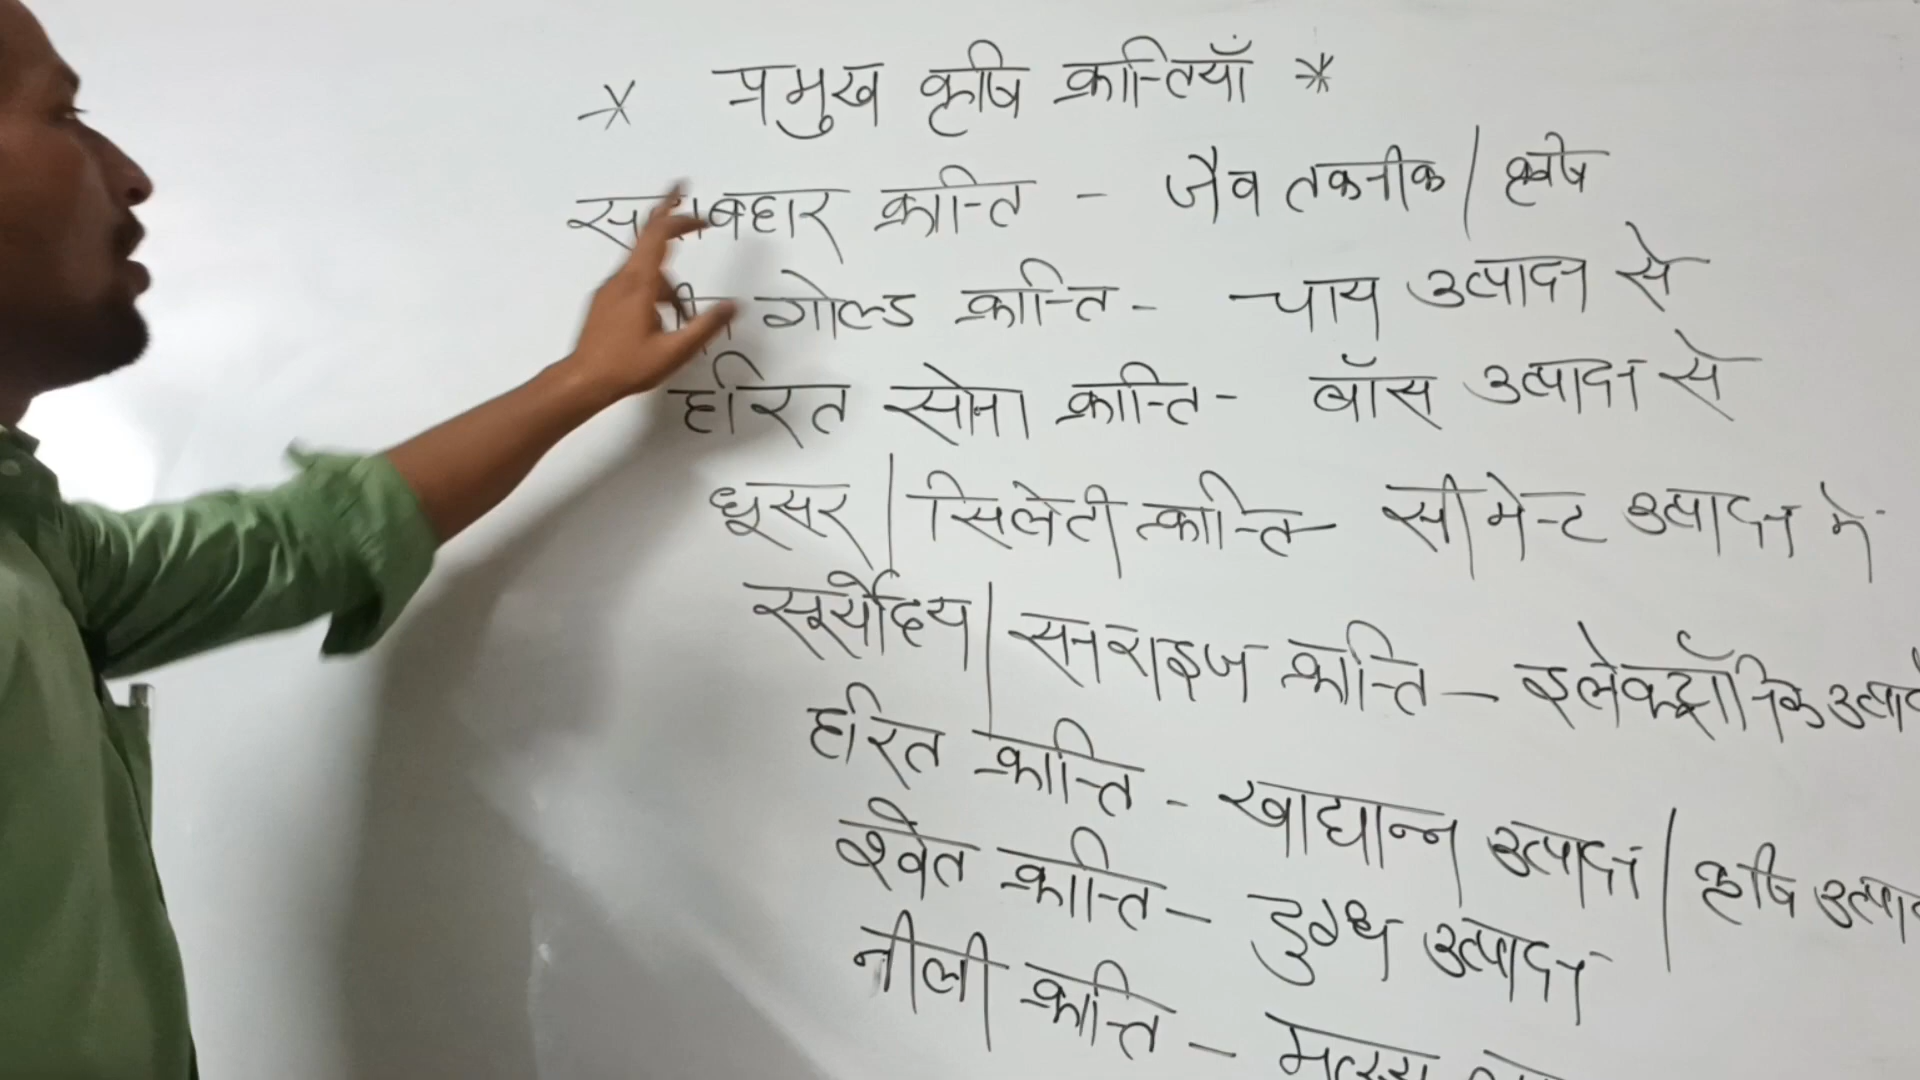 * प्रमुख कृषि क्रान्तियाँ *
क्रान्ति - जैव तकनीक |
गोल्ड क्रान्ति - चाय उत्पादन से
हरित सोना क्रान्ति - बॉस उत्पादन से
धूसर | सिलेटी क्रान्ति - सीमेन्ट उत्पादन में
सूर्योदय | सनराइज क्रान्ति - इलेक्ट्रॉनिक
हरित क्रान्ति - खाद्यान्न उत्पादन | कृषि
श्वेत क्रान्ति - दुग्ध उत्पादन
नीली क्रान्ति -